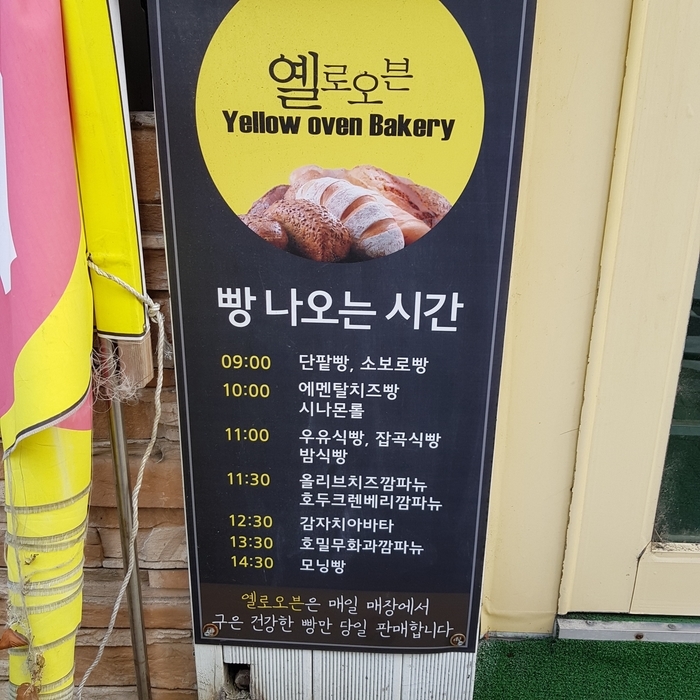 옐로오븐
Yellow oven Bakery
빵 나오는 시간
09:00 단팥빵, 소보로빵
10:00 에멘탈치즈빵
시나몬롤
11:00 우유식빵, 잡곡식빵
밤식빵
11:30 올리브치즈깜파뉴
호두크렌베리깜파뉴
12:30 감자치아바타
13:30 호밀무화과깜파뉴
14:30 모닝빵
옐로오븐은 매일 매장에서
구은 건강한 빵만 당일 판매합니다